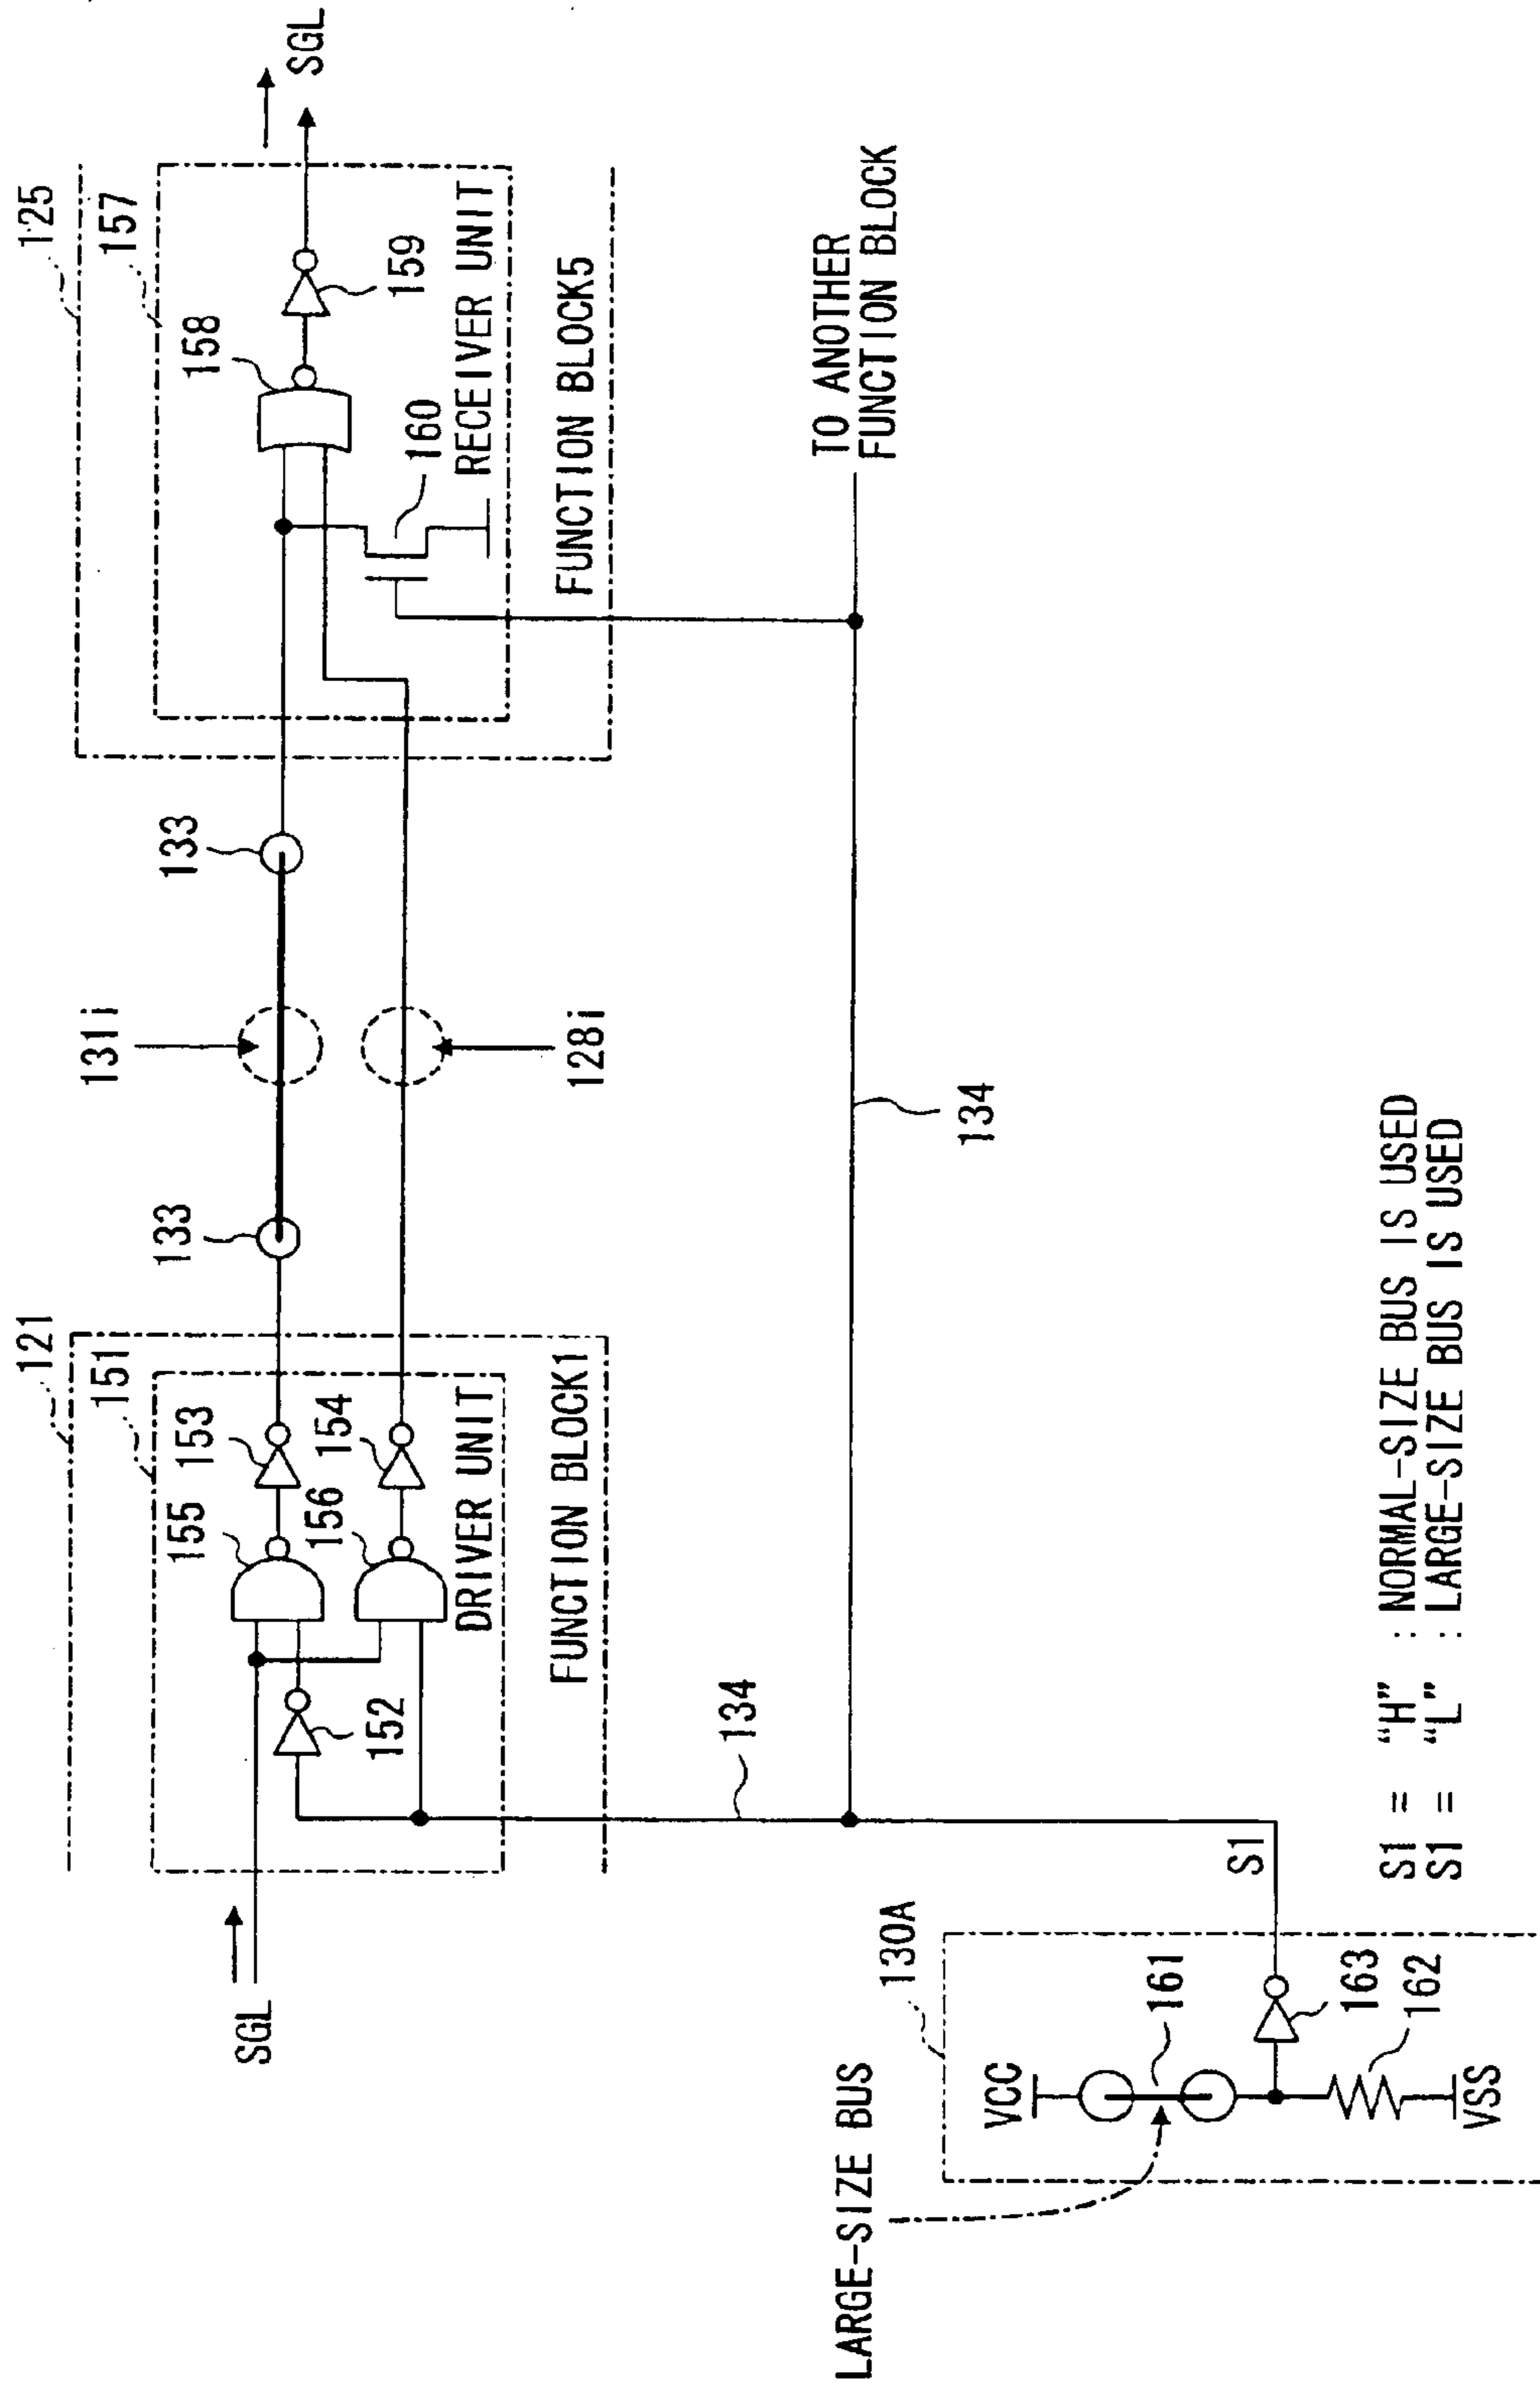 125
157
SGL
158
159
160
RECEIVER UNIT
FUNCTION BLOCK5
133
131i
128i
133
TO ANOTHER
FUNCTION BLOCK
134
121
151
153
155
154
156
152
DRIVER UNIT
FUNCTION BLOCK1
SGL
134
S1
130A
LARGE-SIZE BUS
VCC
161
163
162
VSS
S1 = "H" : NORMAL-SIZE BUS IS USED
S1 = "L" : LARGE-SIZE BUS IS USED